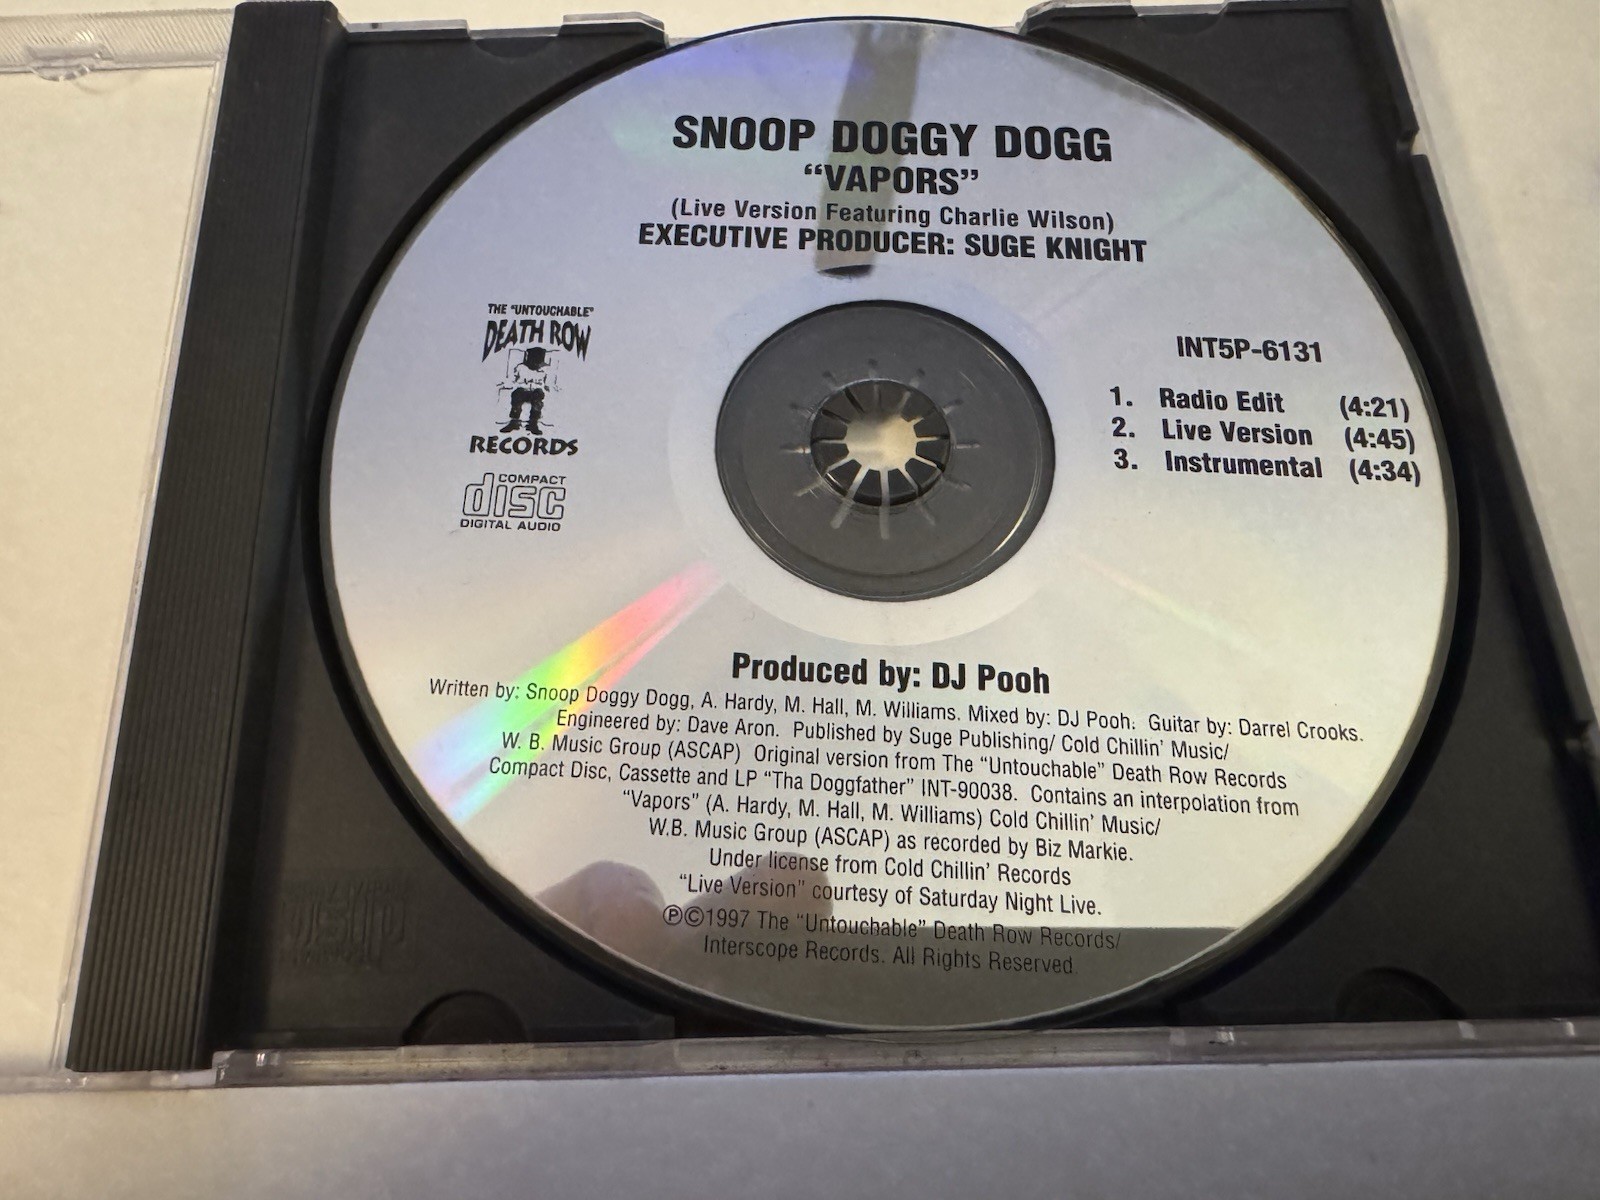 SNOOP DOGGY DOGG
“VAPORS”
(Live Version Featuring Charlie Wilson)
EXECUTIVE PRODUCER: SUGE KNIGHT
THE “UNTOUCHABLE”
DEATH ROW
RECORDS
COMPACT
disc
DIGITAL AUDIO
INT5P-6131
1. Radio Edit (4:21)
2. Live Version (4:45)
3. Instrumental (4:34)
Produced by: DJ Pooh
Written by: Snoop Doggy Dogg, A. Hardy, M. Hall, M. Williams. Mixed by: DJ Pooh. Guitar by: Darrel Crooks.
Engineered by: Dave Aron. Published by Suge Publishing/ Cold Chillin’ Music/
W. B. Music Group (ASCAP) Original version from The “Untouchable” Death Row Records
Compact Disc, Cassette and LP “Tha Doggfather” INT-90038. Contains an interpolation from
“Vapors” (A. Hardy, M. Hall, M. Williams) Cold Chillin’ Music/
W.B. Music Group (ASCAP) as recorded by Biz Markie.
Under license from Cold Chillin’ Records
“Live Version” courtesy of Saturday Night Live.
℗©1997 The “Untouchable” Death Row Records/
Interscope Records. All Rights Reserved.